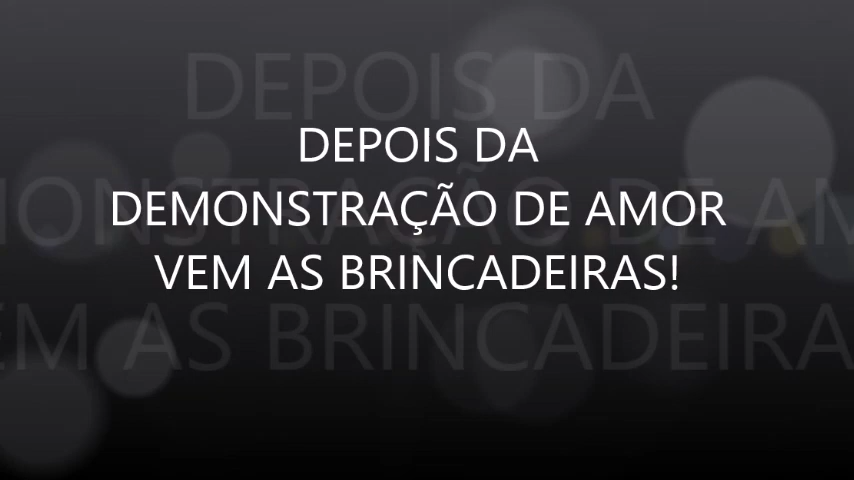 DEPOIS DA
DEMONSTRAÇÃO DE AMOR
VEM AS BRINCADEIRAS!